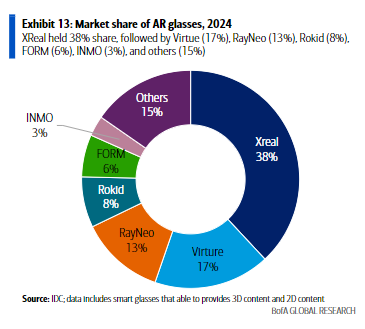 Exhibit 13: Market share of AR glasses, 2024
XReal held 38% share, followed by Virtue (17%), RayNeo (13%), Rokid (8%),
FORM (6%), INMO (3%), and others (15%)
Xreal
38%
Virture
17%
RayNeo
13%
Rokid
8%
FORM
6%
INMO
3%
Others
15%
Source: IDC; data includes smart glasses that able to provides 3D content and 2D content
BofA GLOBAL RESEARCH